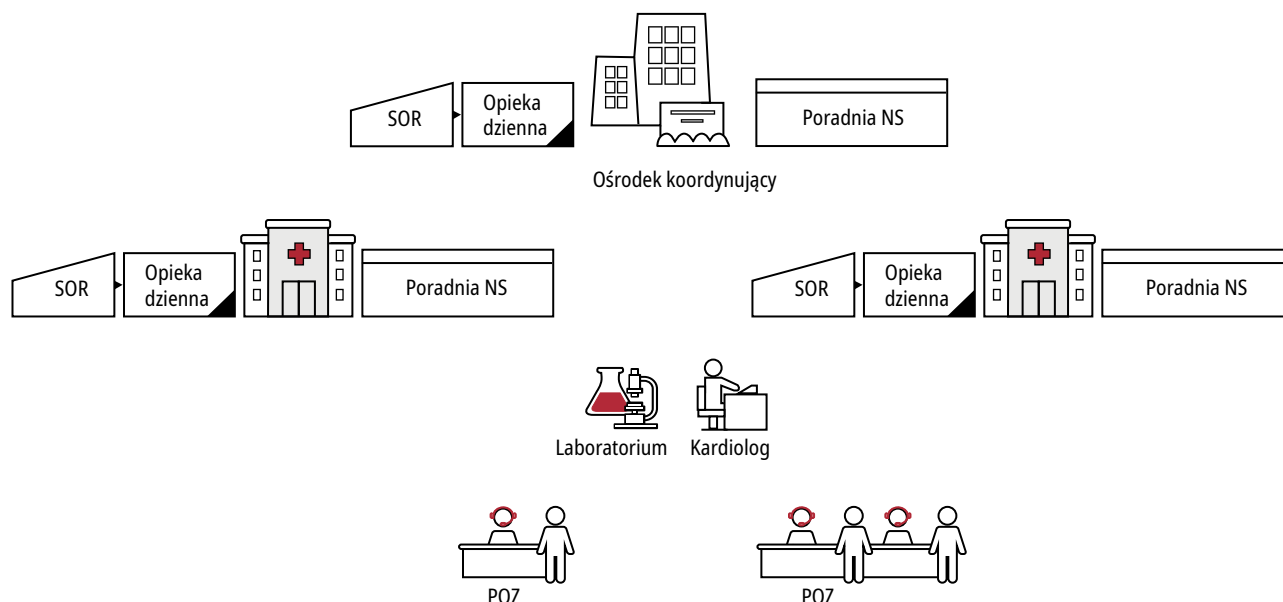 SOR
Opieka
dzienna
Poradnia NS
Ośrodek koordynujący
SOR
Opieka
dzienna
Poradnia NS
SOR
Opieka
dzienna
Poradnia NS
Laboratorium
Kardiolog
POZ
POZ